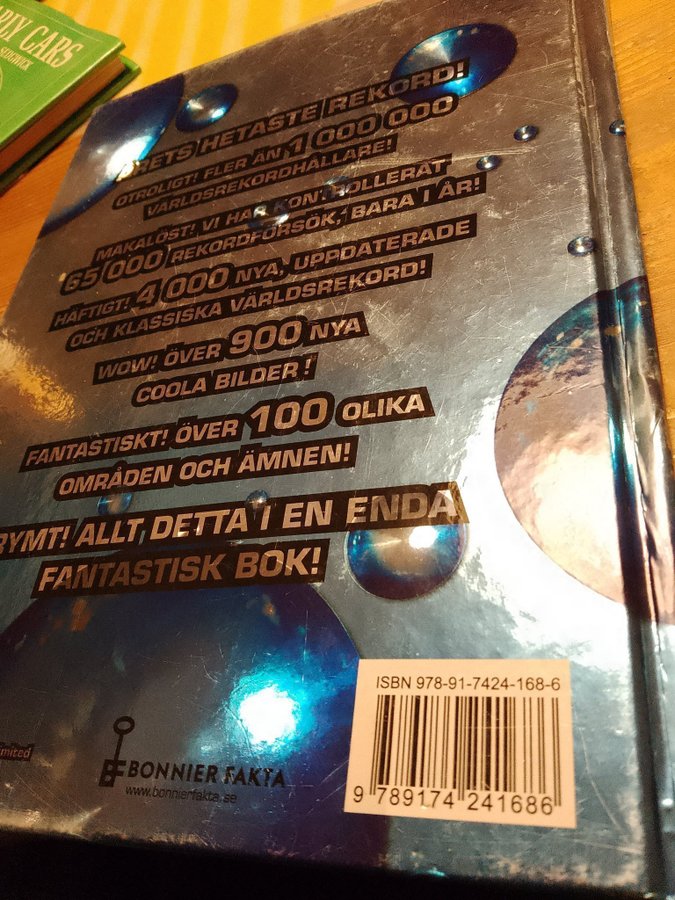 RLY CARS
SEDGWICK
ÅRETS HETASTE REKORD!
OTROLIGT! FLER ÄN 1 000 000
VÄRLDSREKORDHÅLLARE!
MAKALÖST! VI HAR KONTROLLERAT
65 000 REKORDFÖRSÖK, BARA I ÅR!
HÄFTIGT! 4 000 NYA, UPPDATERADE
OCH KLASSISKA VÄRLDSREKORD!
WOW! ÖVER 900 NYA
COOLA BILDER!
FANTASTISKT! ÖVER 100 OLIKA
OMRÅDEN OCH ÄMNEN!
RYMT! ALLT DETTA I EN ENDA
FANTASTISK BOK!
imited
BONNIER FAKTA
www.bonnierfakta.se
ISBN 978-91-7424-168-6
9 789174 241686